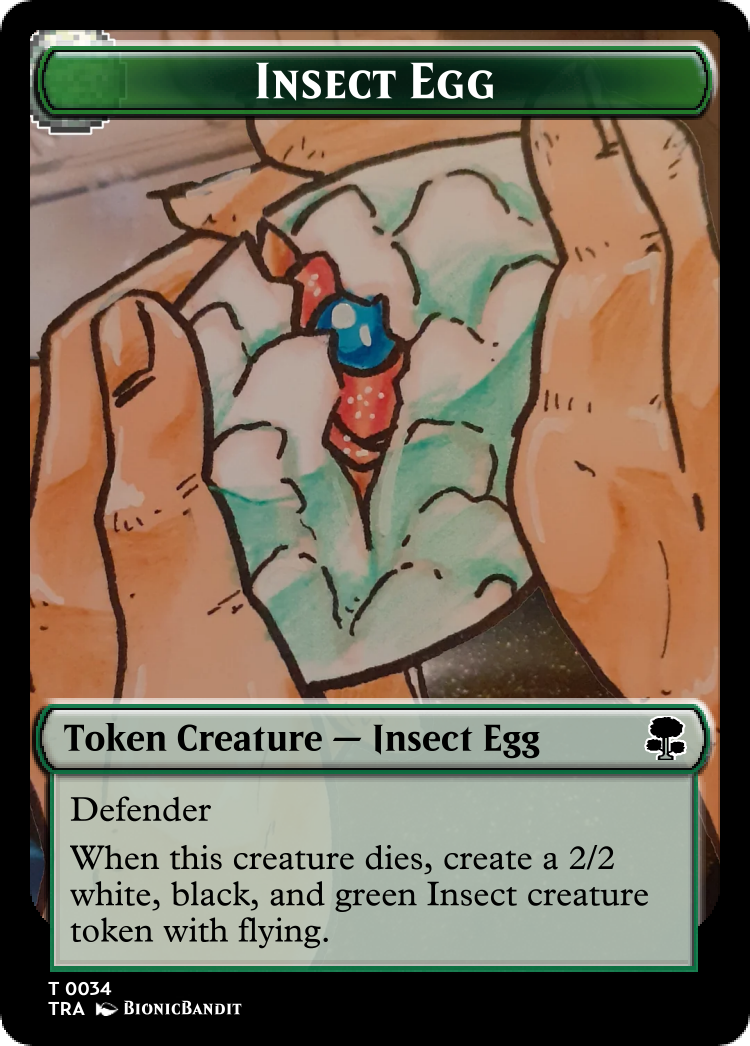 Insect Egg
Token Creature — Insect Egg
Defender
When this creature dies, create a 2/2
white, black, and green Insect creature
token with flying.
T 0034
TRA BionicBandit